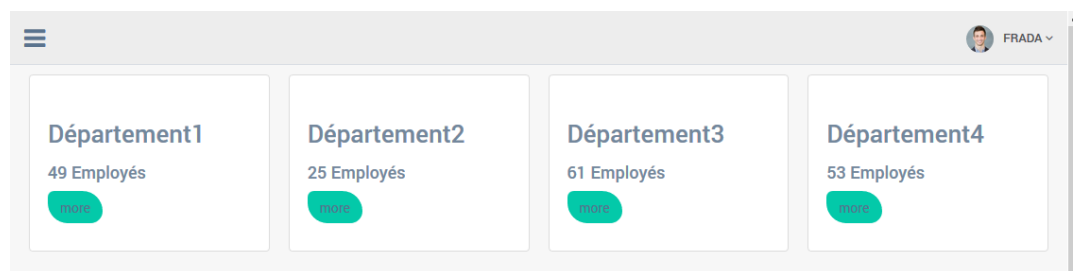 FRADA
Département1
49 Employés
more
Département2
25 Employés
more
Département3
61 Employés
more
Département4
53 Employés
more